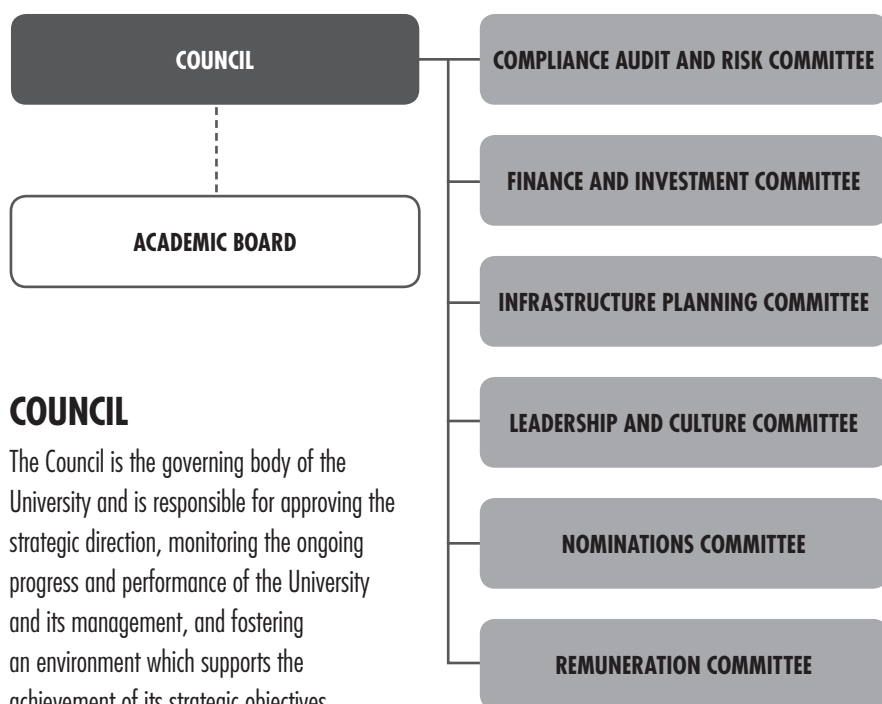 COUNCIL
ACADEMIC BOARD
COMPLIANCE AUDIT AND RISK COMMITTEE
FINANCE AND INVESTMENT COMMITTEE
INFRASTRUCTURE PLANNING COMMITTEE
LEADERSHIP AND CULTURE COMMITTEE
NOMINATIONS COMMITTEE
REMUNERATION COMMITTEE
COUNCIL
The Council is the governing body of the
University and is responsible for approving the
strategic direction, monitoring the ongoing
progress and performance of the University
and its management, and fostering
an environment which supports the
achievement of its strategic objectives